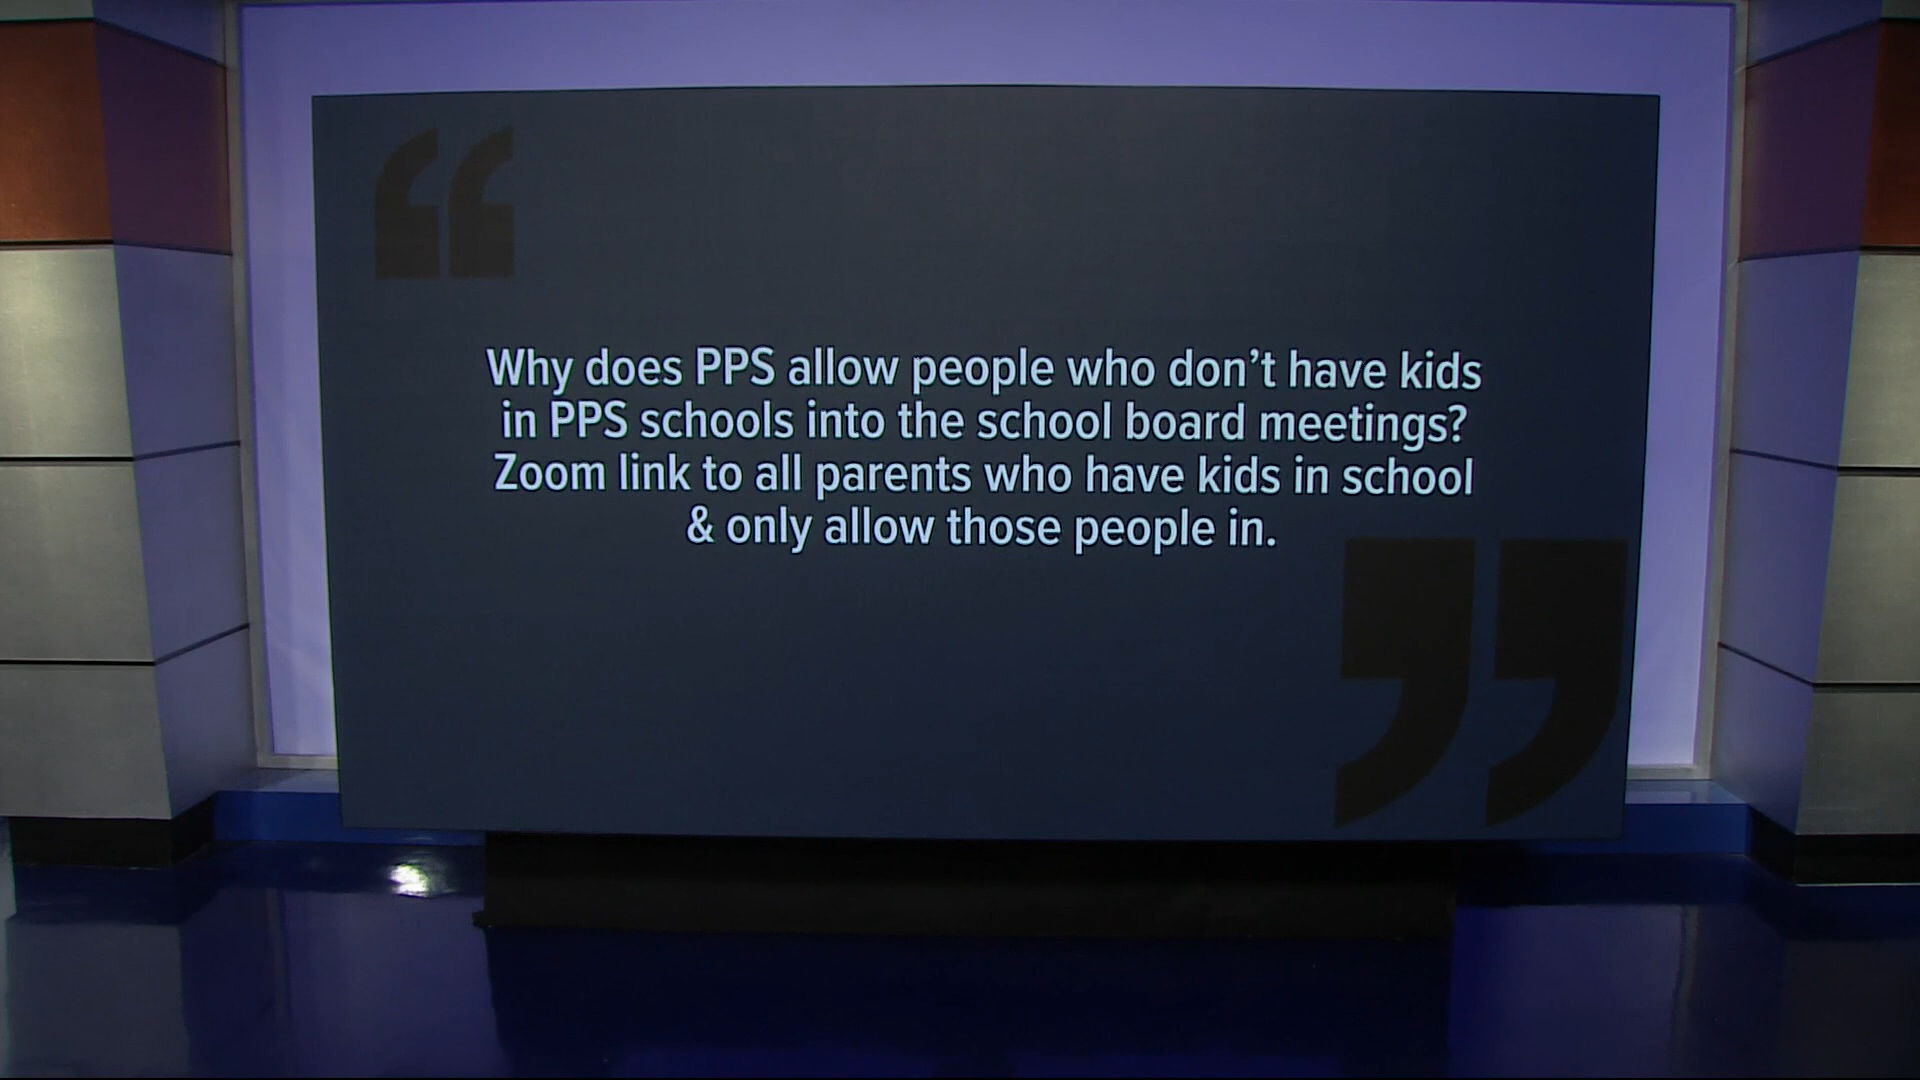 Why does PPS allow people who don’t have kids
in PPS schools into the school board meetings?
Zoom link to all parents who have kids in school
& only allow those people in.